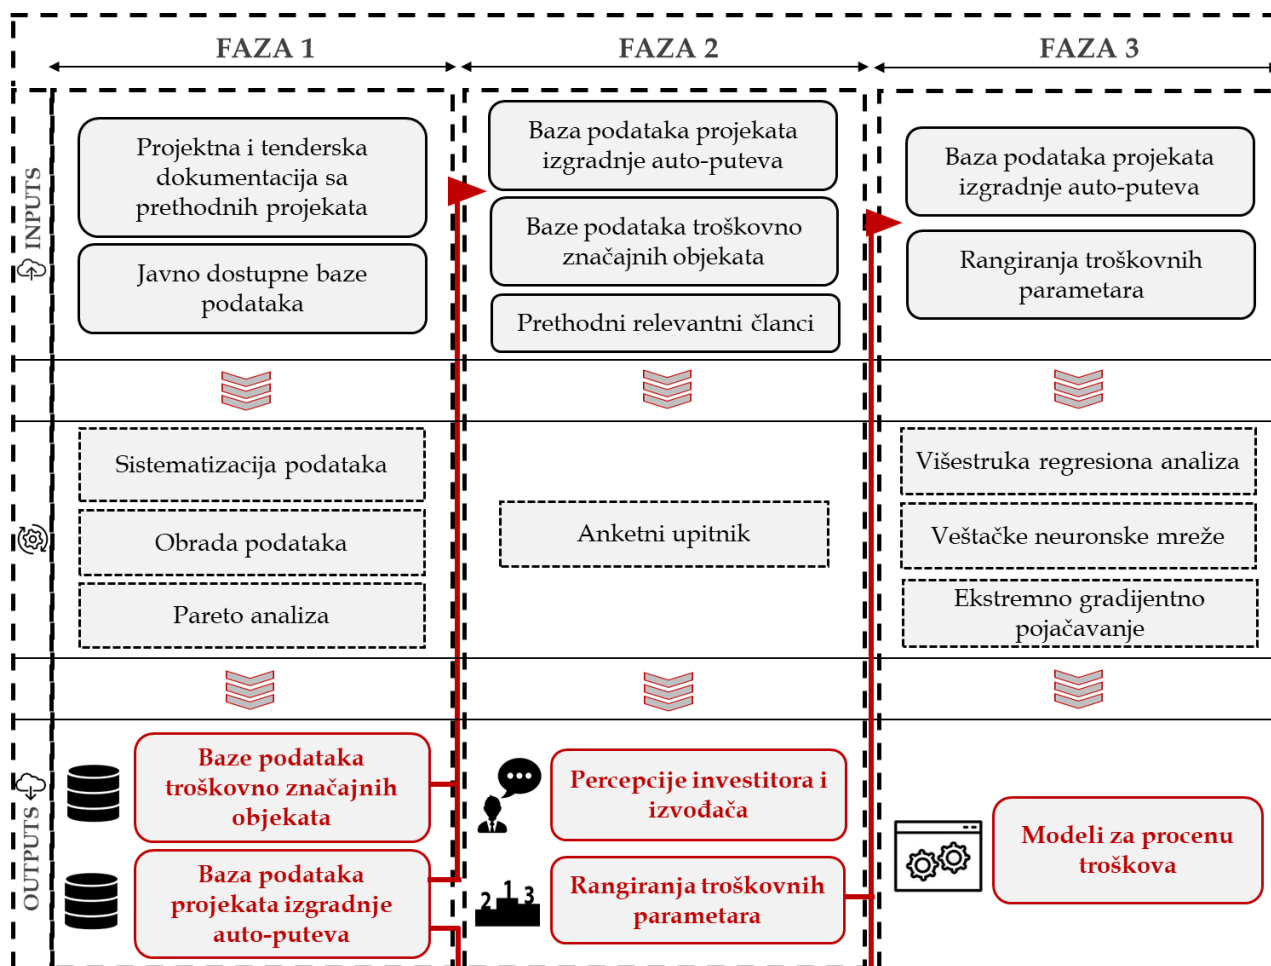 FAZA 1
FAZA 2
FAZA 3
INPUTS
Projektna i tenderska
dokumentacija sa
prethodnih projekata
Javno dostupne baze
podataka
Baza podataka projekata
izgradnje auto-puteva
Baze podataka troškovno
značajnih objekata
Prethodni relevantni članci
Baza podataka projekata
izgradnje auto-puteva
Rangiranja troškovnih
parametara
Sistematizacija podataka
Obrada podataka
Pareto analiza
Anketni upitnik
Višestruka regresiona analiza
Veštačke neuronske mreže
Ekstremno gradijentno
pojačavanje
OUTPUTS
Baze podataka
troškovno značajnih
objekata
Baza podataka
projekata izgradnje
auto-puteva
Percepcije investitora i
izvođača
2 1 3
Rangiranja troškovnih
parametara
Modeli za procenu
troškova